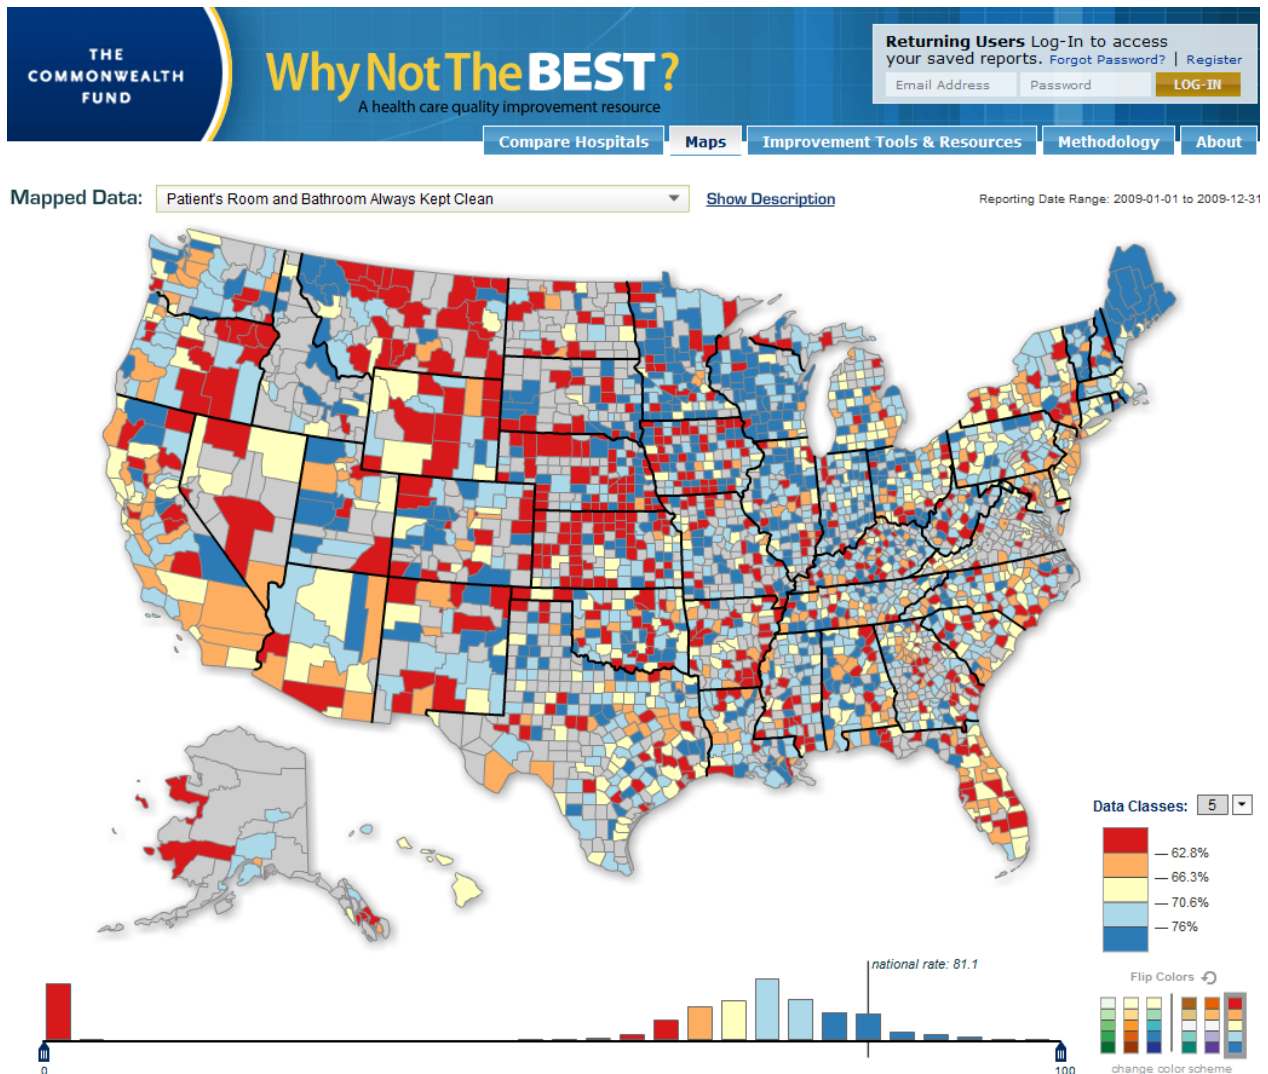 THE
COMMONWEALTH
FUND
Why Not The BEST?
A health care quality improvement resource
Returning Users Log-In to access
your saved reports. Forgot Password? | Register
Email Address Password LOG-IN
Compare Hospitals Maps Improvement Tools & Resources Methodology About
Mapped Data: Patient's Room and Bathroom Always Kept Clean Show Description Reporting Date Range: 2009-01-01 to 2009-12-31
Data Classes: 5
62.8%
66.3%
70.6%
76%
national rate: 81.1
Flip Colors
0 100
change color scheme